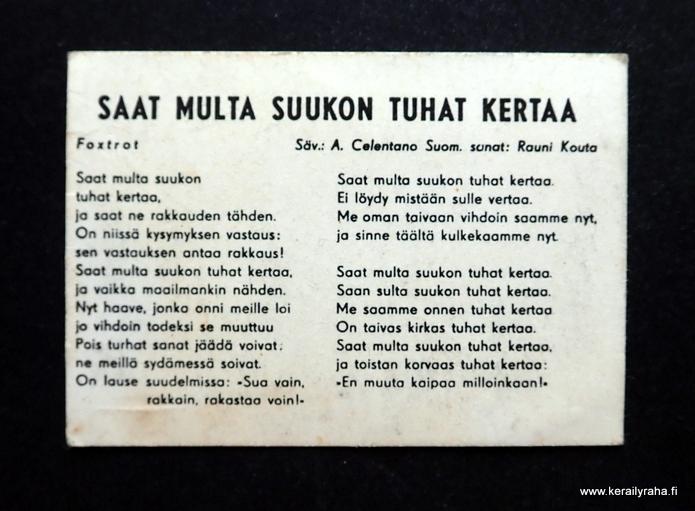 SAAT MULTA SUUKON TUHAT KERTAA
Foxtrot Säv.: A. Celentano Suom. sanat: Rauni Kouta
Saat multa suukon
tuhat kertaa,
ja saat ne rakkauden tähden.
On niissä kysymyksen vastaus:
sen vastauksen antaa rakkaus!
Saat multa suukon tuhat kertaa,
ja vaikka maailmankin nähden.
Nyt haave, jonka onni meille loi
jo vihdoin todeksi se muuttuu
Pois turhat sanat jäädä voivat;
ne meillä sydämessä soivat.
On lause suudelmissa: »Sua vain,
rakkain, rakastaa voin!»
Saat multa suukon tuhat kertaa.
Ei löydy mistään sulle vertaa.
Me oman taivaan vihdoin saamme nyt,
ja sinne täältä kulkekaamme nyt.
Saat multa suukon tuhat kertaa.
Saan sulta suukon tuhat kertaa.
Me saamme onnen tuhat kertaa
On taivas kirkas tuhat kertaa.
Saat multa suukon tuhat kertaa,
ja toistan korvaas tuhat kertaa:
»En muuta kaipaa milloinkaan!»
www.kerailyraha.fi